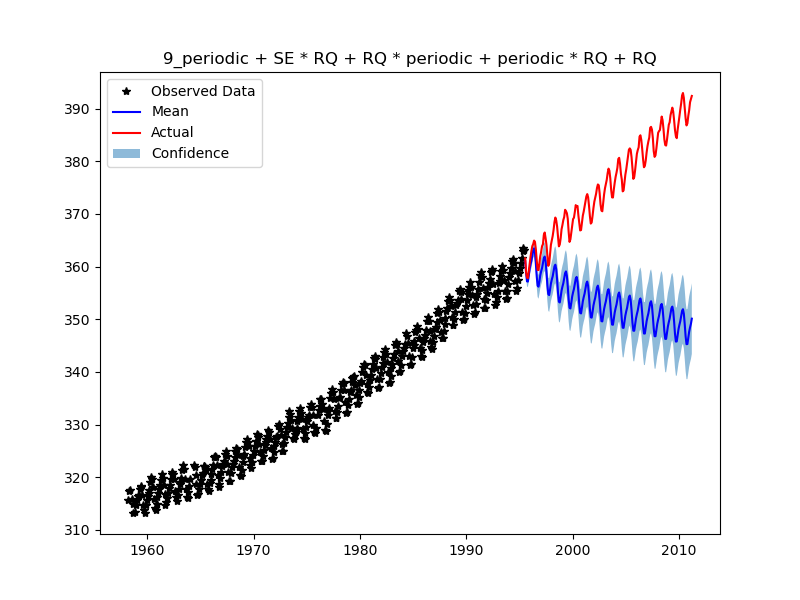 9_periodic + SE * RQ + RQ * periodic + periodic * RQ + RQ
Observed Data
Mean
Actual
Confidence
390
380
370
360
350
340
330
320
310
1960 1970 1980 1990 2000 2010